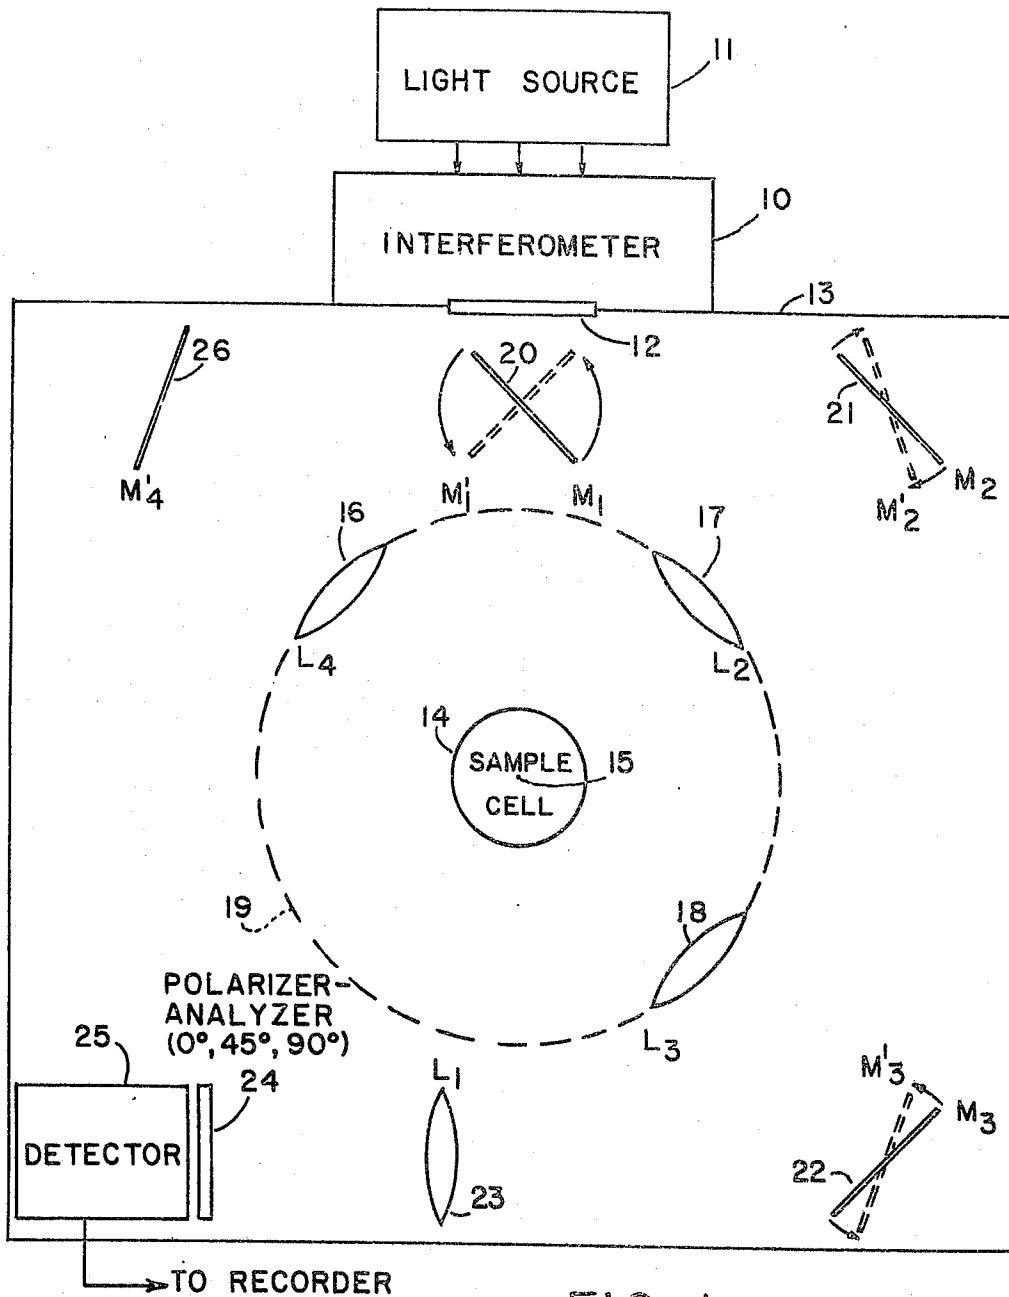 11
LIGHT SOURCE
10
INTERFEROMETER
13
12
26
20
21
M'4
M'1
M1
M2
M'2
16
17
L4
L2
14
SAMPLE
CELL
15
19
18
POLARIZER-
ANALYZER
(0°, 45°, 90°)
25
24
L1
L3
M'3
M3
DETECTOR
23
22
TO RECORDER